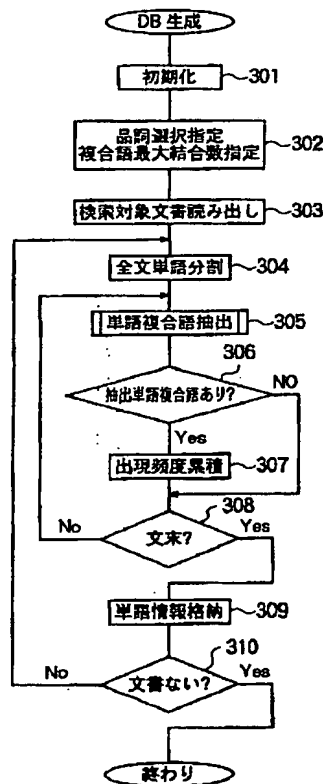 DB 生成
初期化
301
品詞選択指定
複合語最大結合数指定
302
検索対象文書読み出し
303
全文単語分割
304
単語複合語抽出
305
306
抽出単語複合語あり?
NO
Yes
出現頻度累積
307
308
No
文末?
Yes
単語情報格納
309
310
No
文書ない?
Yes
終わり